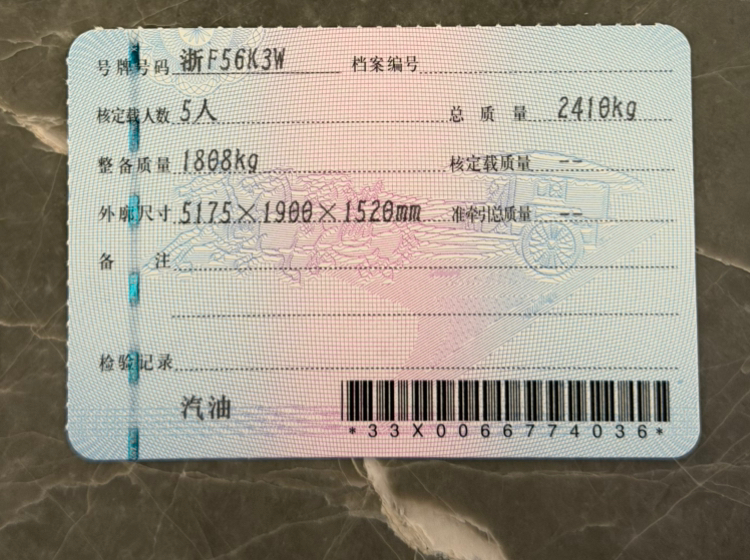 号牌号码 浙F56K3W 档案编号
核定载人数 5人 总质量 2410kg
整备质量 1808kg 核定载质量 --
外廓尺寸 5175×1900×1520mm 准牵引总质量 --
备注
检验记录
汽油
*33X0066774036*